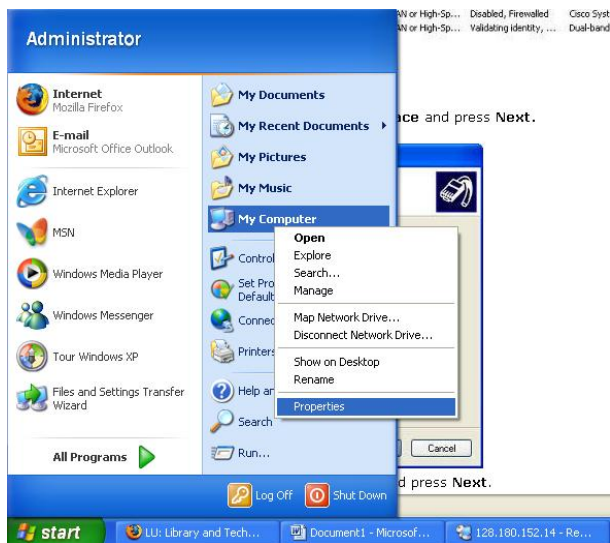 AN or High-Sp... Disabled, Firewalled Cisco Syst
AN or High-Sp... Validating identity, ... Dual-band
Administrator
Internet
Mozilla Firefox
E-mail
Microsoft Office Outlook
Internet Explorer
MSN
Windows Media Player
Windows Messenger
Tour Windows XP
Files and Settings Transfer
Wizard
All Programs
My Documents
My Recent Documents
My Pictures
My Music
My Computer
Control
Set Pro
Default
Connec
Printers
Help an
Search
Run...
Open
Explore
Search...
Manage
Map Network Drive...
Disconnect Network Drive...
Show on Desktop
Rename
Properties
ace and press Next.
Cancel
d press Next.
Log Off Shut Down
start LU: Library and Tech... Document1 - Microsof... 128.180.152.14 - Re...